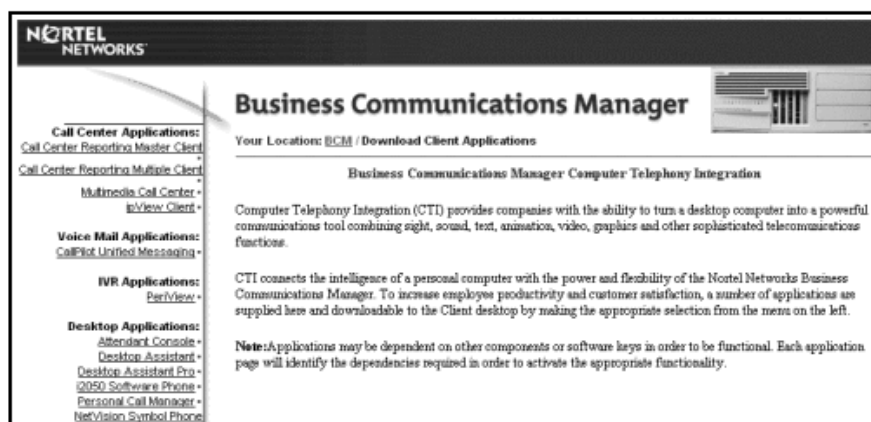 NORTEL
NETWORKS
Call Center Applications:
Call Center Reporting Master Client
Call Center Reporting Multiple Client
Multimedia Call Center
ipView Client
Voice Mail Applications:
CallPilot Unified Messaging
IVR Applications:
PeriView
Desktop Applications:
Attendant Console
Desktop Assistant
Desktop Assistant Pro
i2050 Software Phone
Personal Call Manager
NetVision Symbol Phone
Business Communications Manager
Your Location: BCM / Download Client Applications
Business Communications Manager Computer Telephony Integration
Computer Telephony Integration (CTI) provides companies with the ability to turn a desktop computer into a powerful
communications tool combining sight, sound, text, animation, video, graphics and other sophisticated telecommunications
functions.
CTI connects the intelligence of a personal computer with the power and flexibility of the Nortel Networks Business
Communications Manager. To increase employee productivity and customer satisfaction, a number of applications are
supplied here and downloadable to the Client desktop by making the appropriate selection from the menu on the left.
Note:Applications may be dependent on other components or software keys in order to be functional. Each application
page will identify the dependencies required in order to activate the appropriate functionality.